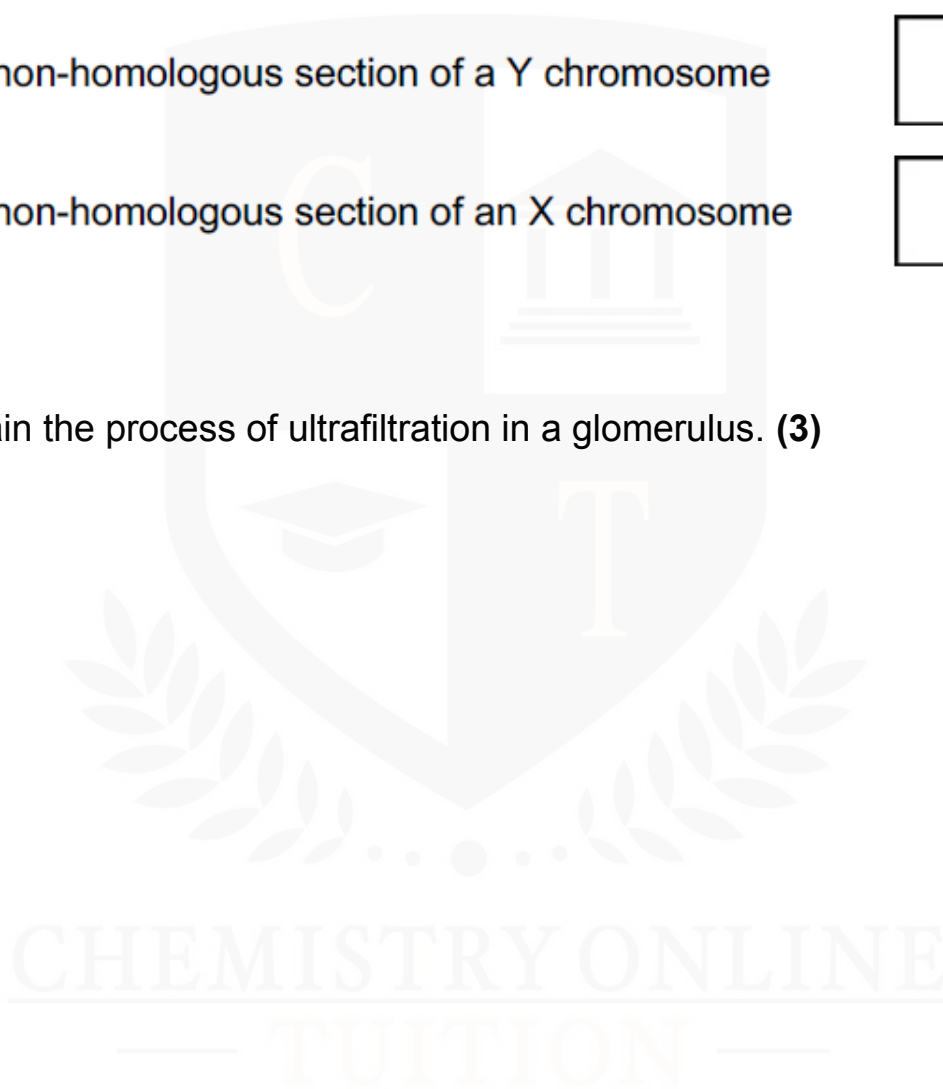 non-homologous section of a Y chromosome
non-homologous section of an X chromosome
C
ain the process of ultrafiltration in a glomerulus. (3)
T
CHEMISTRY ONLINE
TUITION